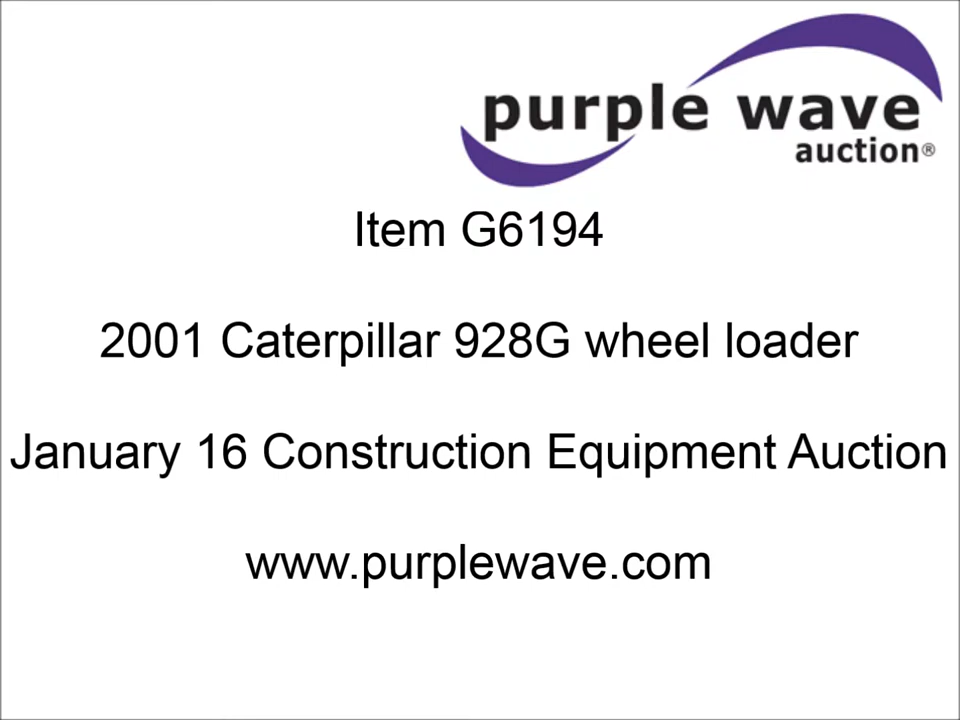 purple wave
auction®
Item G6194
2001 Caterpillar 928G wheel loader
January 16 Construction Equipment Auction
www.purplewave.com